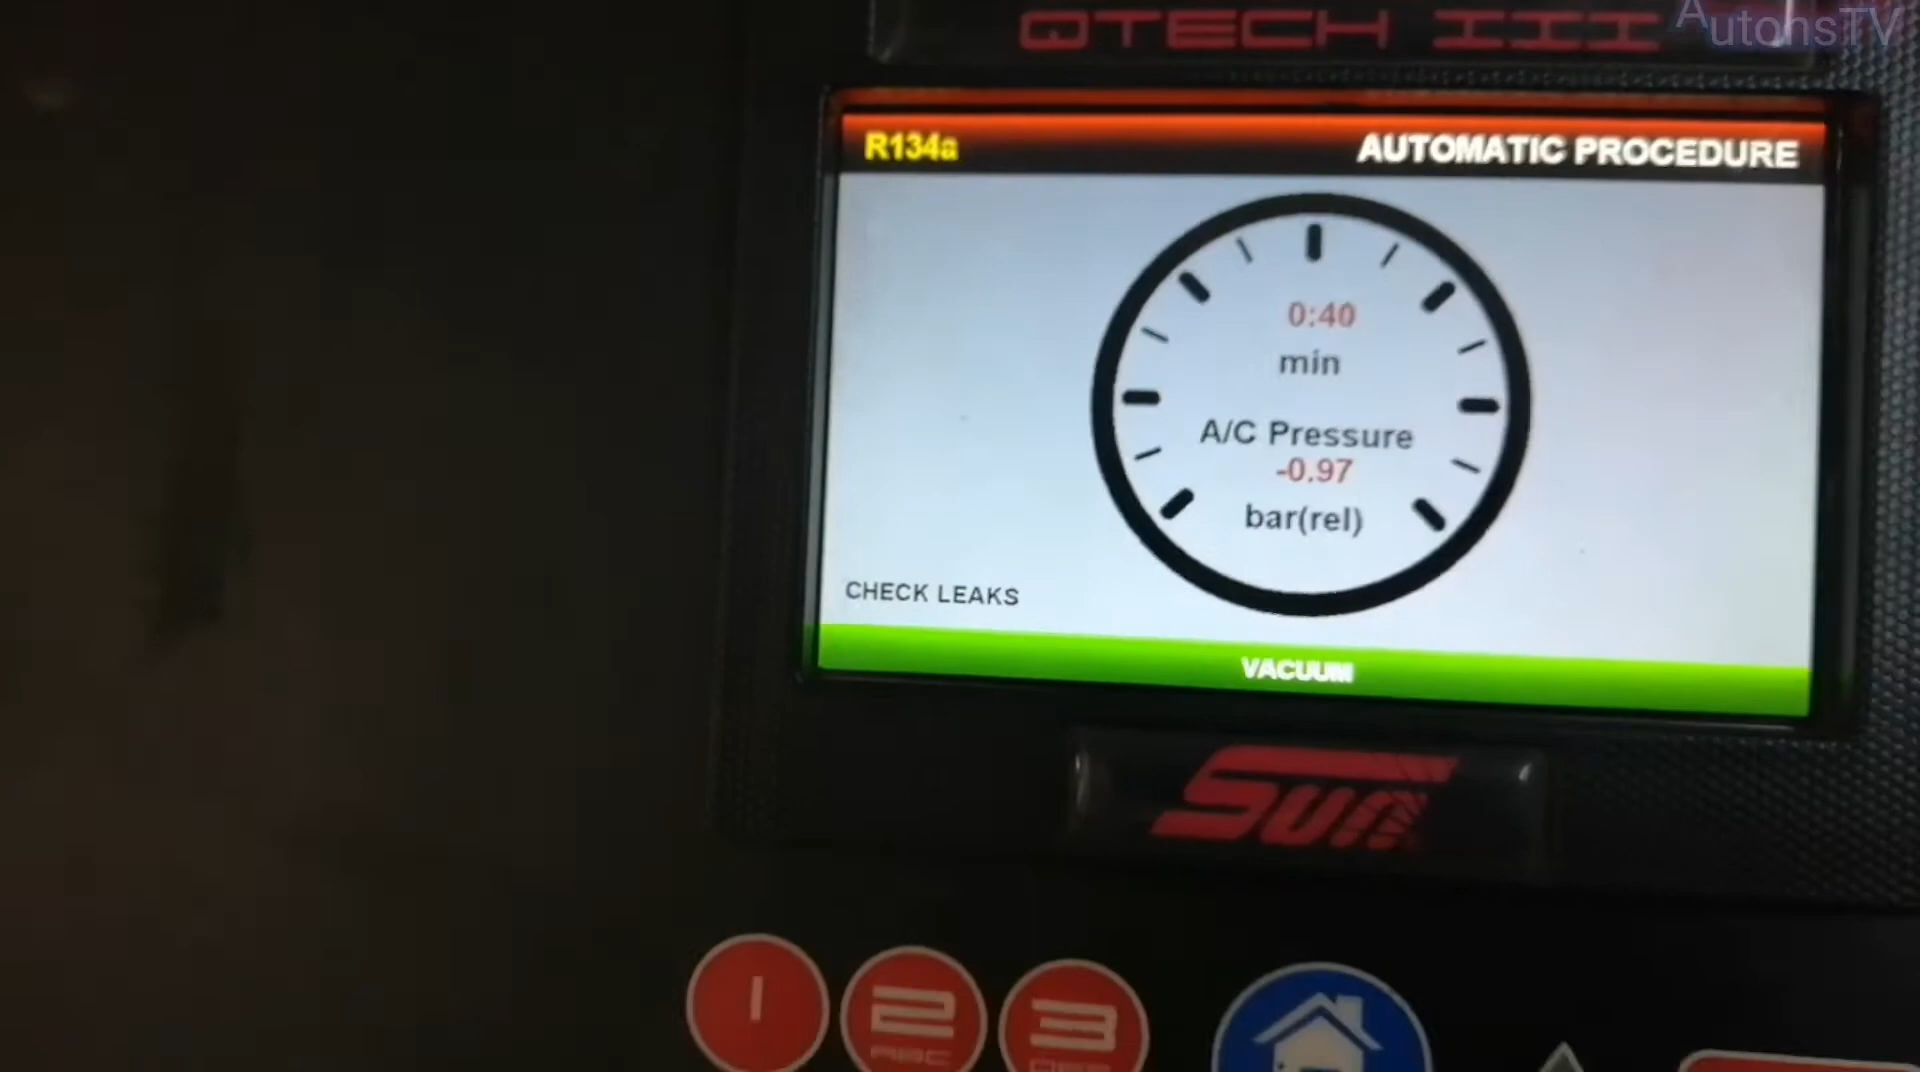 QTECH III
AutohsTV
R134a
AUTOMATIC PROCEDURE
0:40
min
A/C Pressure
-0.97
bar(rel)
CHECK LEAKS
VACUUM
Sun
1
2
3
ABC